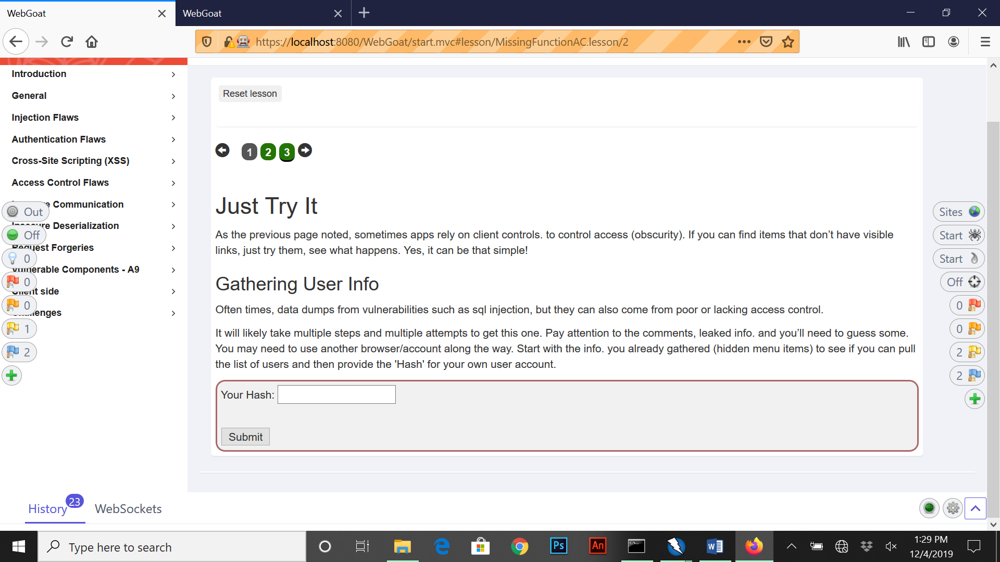 WebGoat
WebGoat
https://localhost:8080/WebGoat/start.mvc#lesson/MissingFunctionAC.lesson/2
Introduction
General
Injection Flaws
Authentication Flaws
Cross-Site Scripting (XSS)
Access Control Flaws
Communication
Deserialization
Request Forgeries
Vulnerable Components - A9
Client side
Challenges
Out
Off
0
0
0
1
2
Reset lesson
1 2 3
Just Try It
As the previous page noted, sometimes apps rely on client controls. to control access (obscurity). If you can find items that don’t have visible
links, just try them, see what happens. Yes, it can be that simple!
Gathering User Info
Often times, data dumps from vulnerabilities such as sql injection, but they can also come from poor or lacking access control.
It will likely take multiple steps and multiple attempts to get this one. Pay attention to the comments, leaked info. and you’ll need to guess some.
You may need to use another browser/account along the way. Start with the info. you already gathered (hidden menu items) to see if you can pull
the list of users and then provide the 'Hash' for your own user account.
Your Hash:
Submit
Sites
Start
Start
Off
0
0
2
2
History 23 WebSockets
Type here to search
Ps
An
1:29 PM
12/4/2019